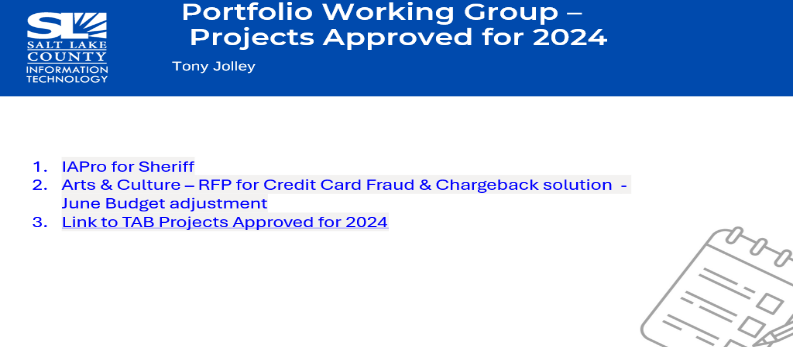 Portfolio Working Group –
Projects Approved for 2024
SL
SALT LAKE
COUNTY
INFORMATION
TECHNOLOGY
Tony Jolley
1. IAPro for Sheriff
2. Arts & Culture – RFP for Credit Card Fraud & Chargeback solution -
June Budget adjustment
3. Link to TAB Projects Approved for 2024